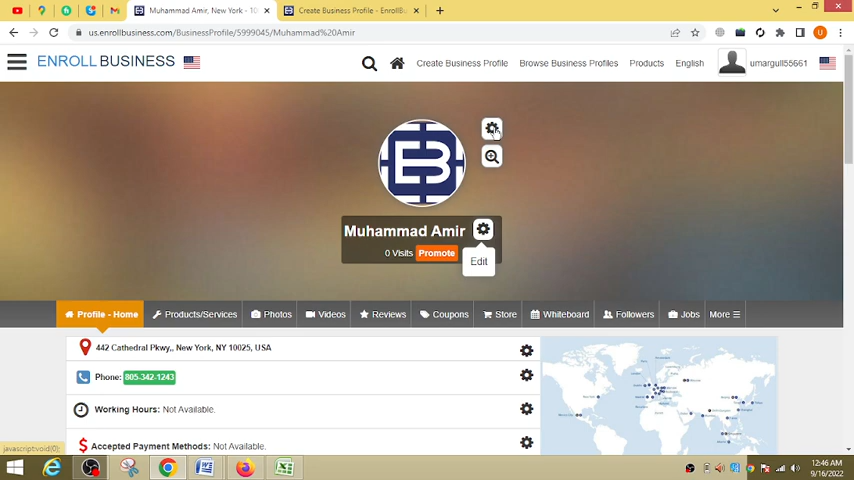 Muhammad Amir, New York - 10
Create Business Profile - EnrollB
us.enrollbusiness.com/BusinessProfile/5999045/Muhammad%20Amir
U
ENROLLBUSINESS
Create Business Profile
Browse Business Profiles
Products
English
umargull55661
EB
Muhammad Amir
0 Visits Promote
Edit
Profile - Home
Products/Services
Photos
Videos
Reviews
Coupons
Store
Whiteboard
Followers
Jobs
More
442 Cathedral Pkwy,, New York, NY 10025, USA
Phone: 805-342-1243
Working Hours: Not Available.
Accepted Payment Methods: Not Available.
javascript:void(0);
12:46 AM
9/16/2022